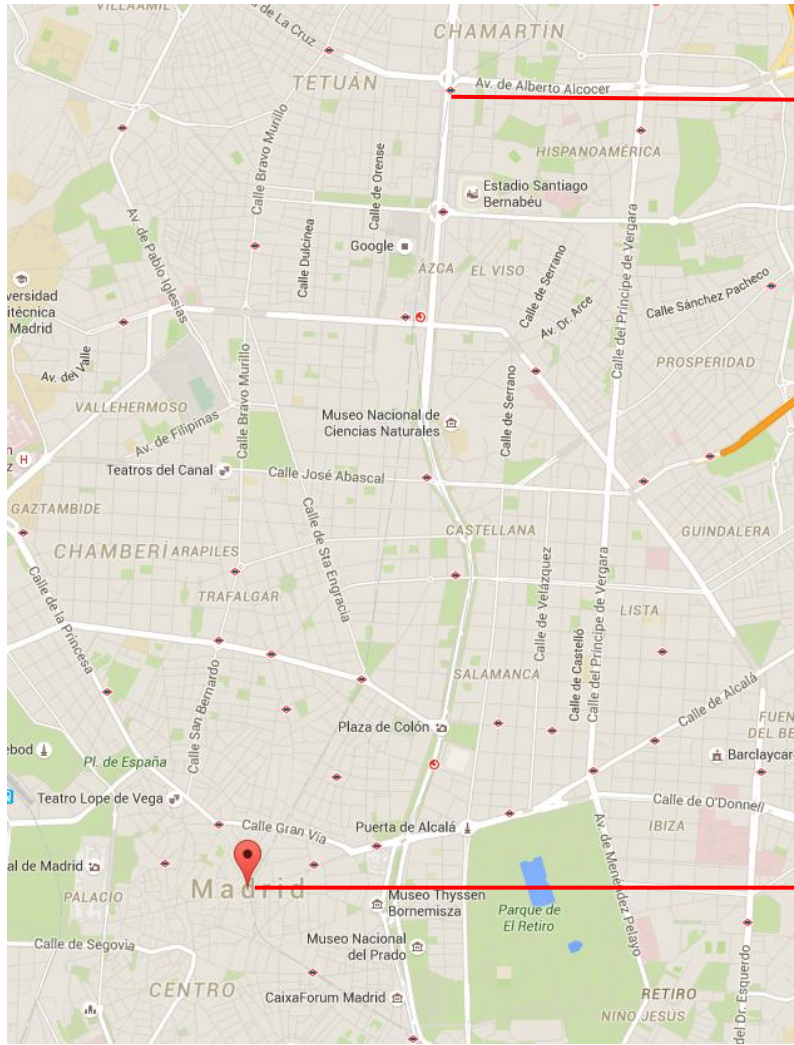 VILLAAMIL
de La Cruz
CHAMARTÍN
TETUÁN
Av. de Alberto Alcocer
Calle Bravo Murillo
Calle de Orense
HISPANOAMÉRICA
Estadio Santiago
Bernabéu
Av. de Pablo Iglesias
Calle Dulcinea
Google
AZCA
EL VISO
Calle de Serrano
Calle del Príncipe de Vergara
versidad
itécnica
Madrid
Av. Dr. Arce
Calle Sánchez Pacheco
Av. del Valle
PROSPERIDAD
Calle Bravo Murillo
Calle de Serrano
VALLEHERMOSO
Av. de Filipinas
Museo Nacional de
Ciencias Naturales
H
z
Teatros del Canal
Calle José Abascal
GAZTAMBIDE
CHAMBERÍ
ARAPILES
Calle de Sta Engracia
CASTELLANA
GUINDALERA
Calle de la Princesa
TRAFALGAR
Calle de Velázquez
Calle del Príncipe de Vergara
LISTA
Calle San Bernardo
SALAMANCA
Calle de Castelló
Calle de Alcalá
Plaza de Colón
FUEN
DEL BE
ebod
Pl. de España
Barclaycar
Teatro Lope de Vega
Calle Gran Vía
Puerta de Alcalá
Calle de O'Donnell
IBIZA
al de Madrid
Av. de Menéndez Pelayo
PALACIO
Madrid
Museo Thyssen
Bornemisza
Parque de
El Retiro
Calle de Segovia
Museo Nacional
del Prado
del Dr. Esquerdo
CENTRO
CaixaForum Madrid
RETIRO
NIÑO JESÚS